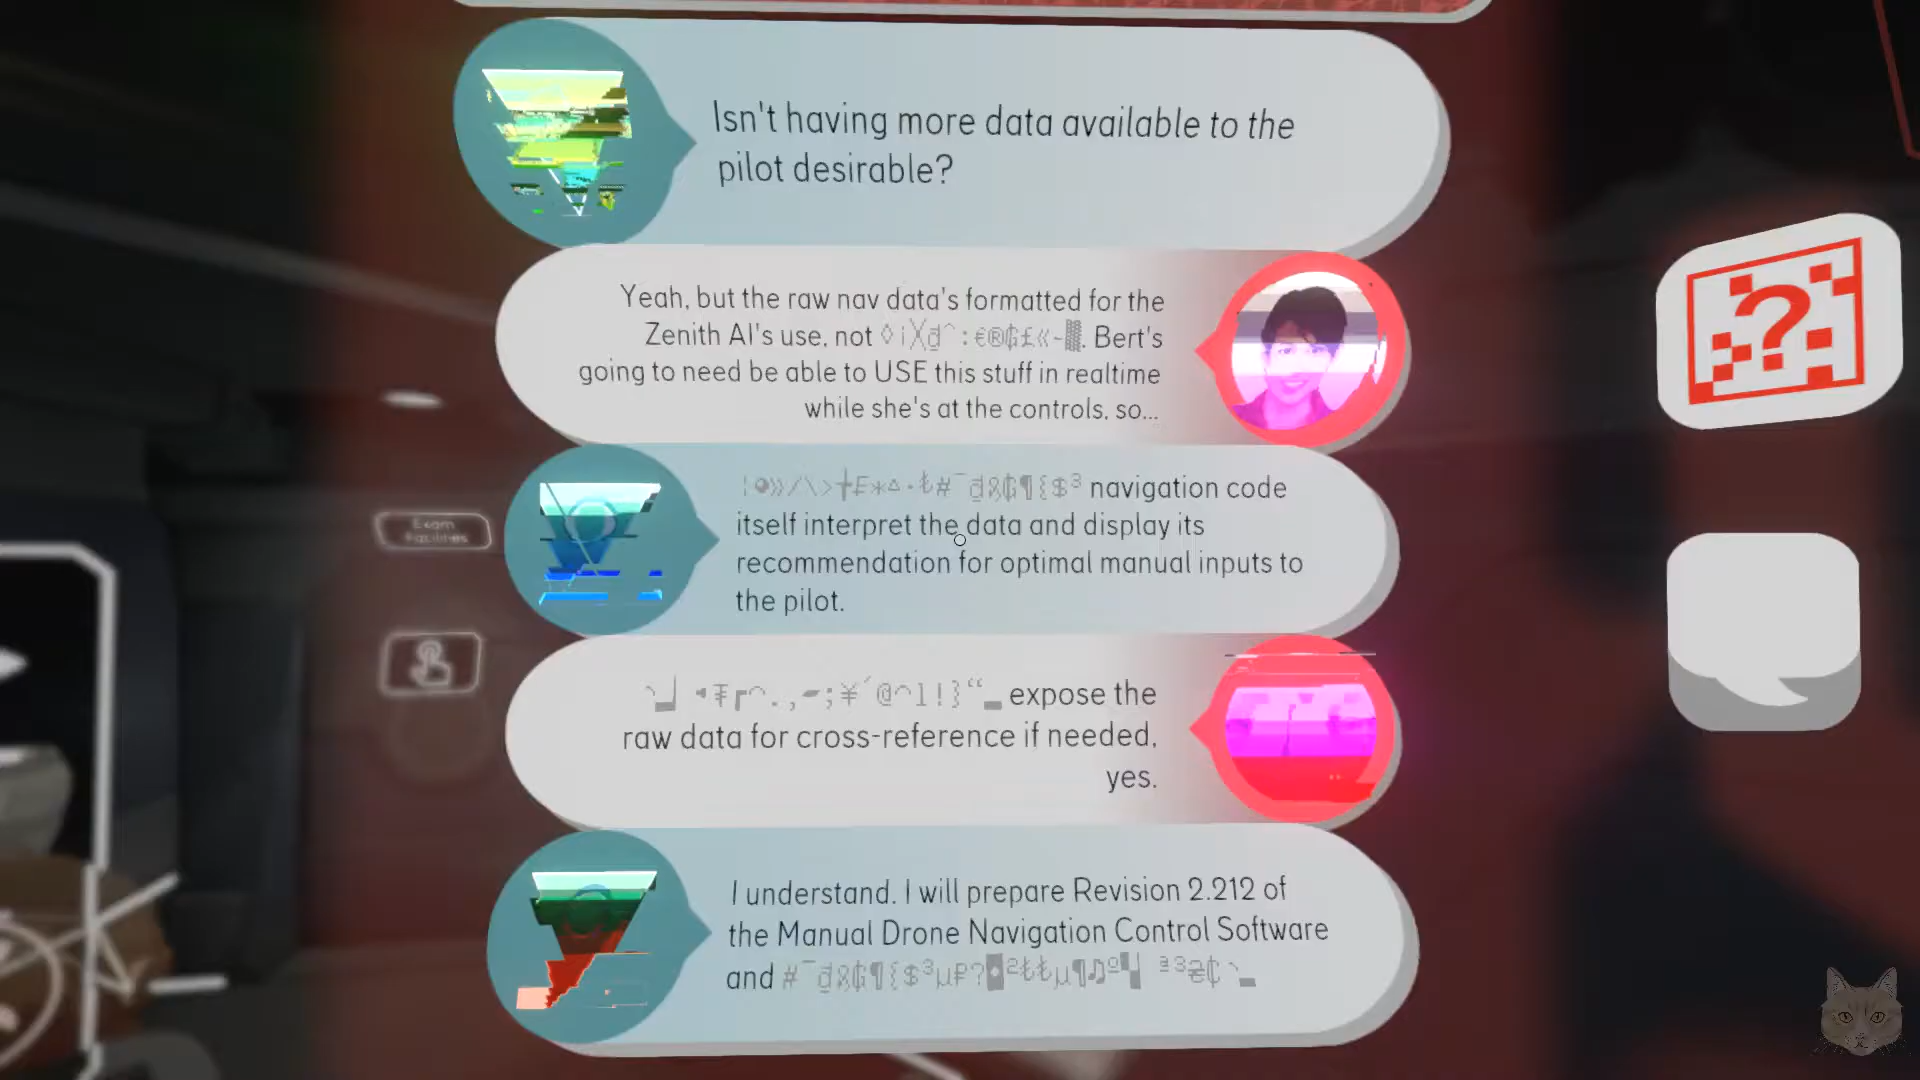 Isn't having more data available to the
pilot desirable?
Yeah, but the raw nav data's formatted for the
Zenith AI's use, not . Bert's
going to need be able to USE this stuff in realtime
while she's at the controls, so...
navigation code
itself interpret the data and display its
recommendation for optimal manual inputs to
the pilot.
expose the
raw data for cross-reference if needed,
yes.
I understand. I will prepare Revision 2.212 of
the Manual Drone Navigation Control Software
and
Exam
Facilities
?